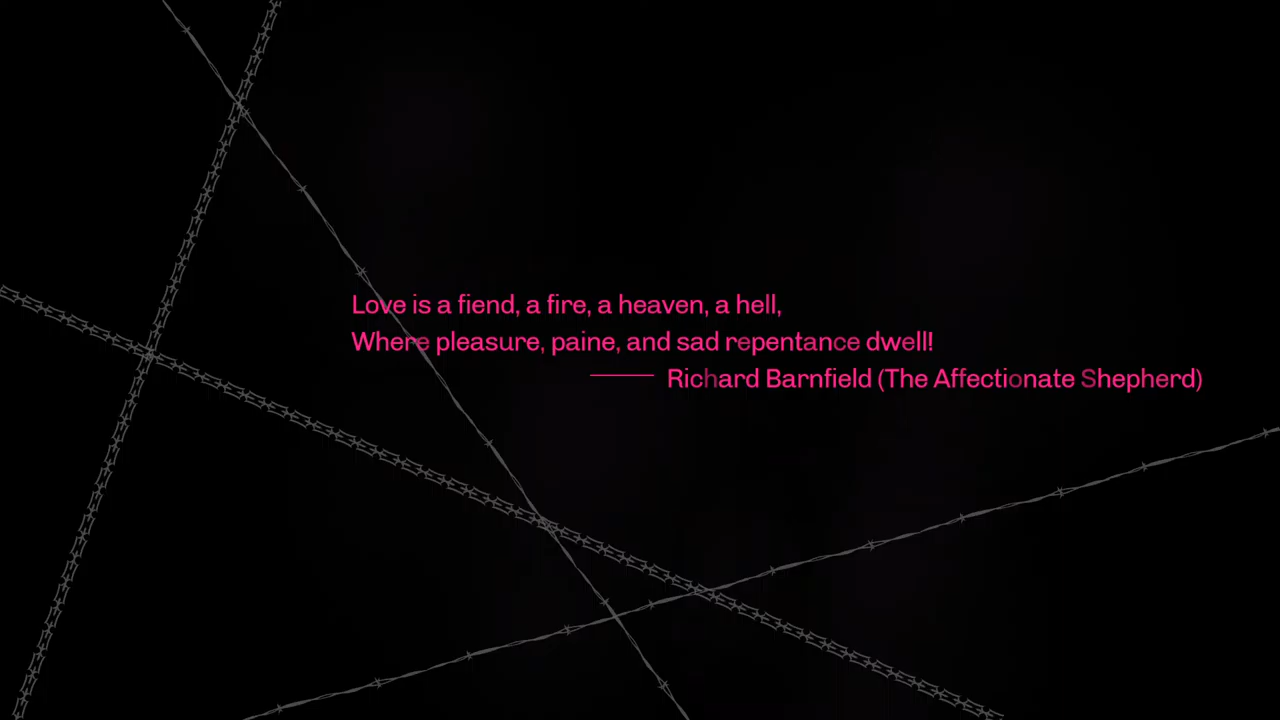 Love is a fiend, a fire, a heaven, a hell,
Where pleasure, paine, and sad repentance dwell!
—— Richard Barnfield (The Affectionate Shepherd)